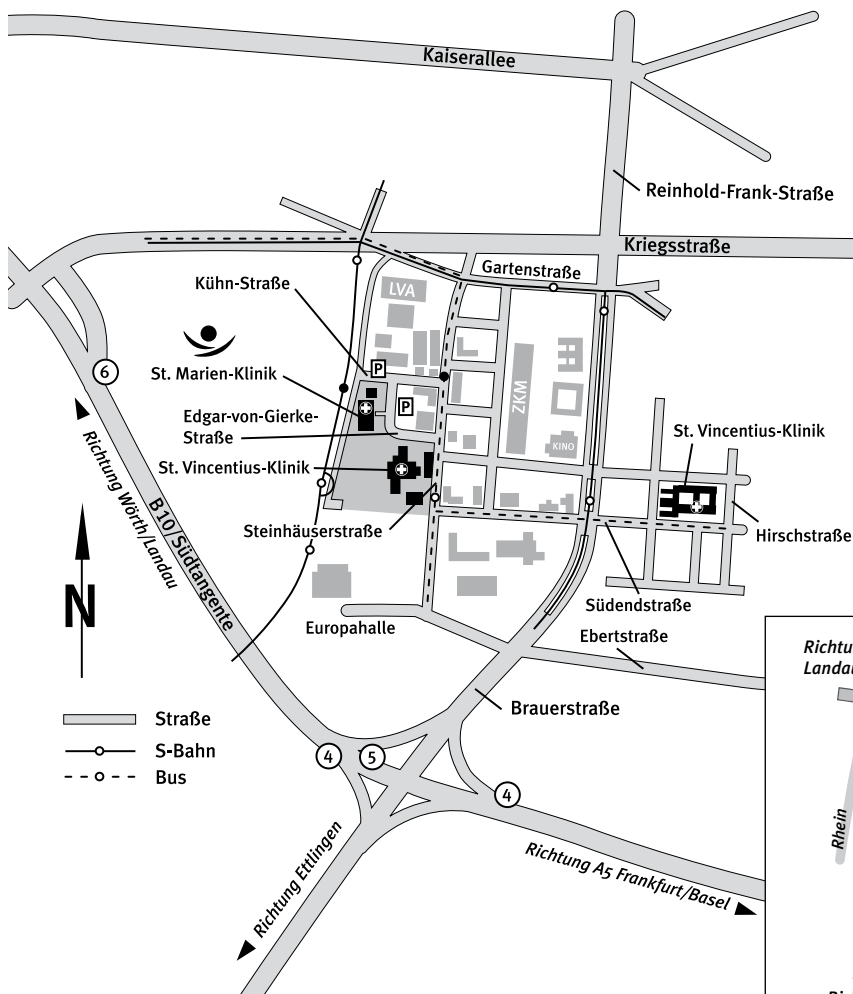 Kaiserallee
Reinhold-Frank-Straße
Kriegsstraße
Gartenstraße
Kühn-Straße
LVA
P
St. Marien-Klinik
6
P
ZKM
Edgar-von-Gierke-
Straße
KINO
St. Vincentius-Klinik
St. Vincentius-Klinik
Richtung Wörth/Landau
B10 Südtangente
Steinhäuserstraße
Hirschstraße
N
Südendstraße
Europahalle
Ebertstraße
Richtu
Landau
Straße
S-Bahn
Bus
Brauerstraße
4
5
4
Rhein
Richtung Ettlingen
Richtung A5 Frankfurt/Basel